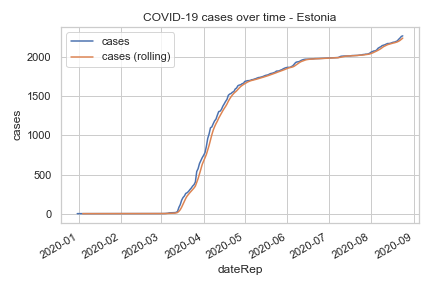 COVID-19 cases over time - Estonia
cases
cases (rolling)
2000
1500
1000
500
0
cases
2020-01
2020-02
2020-03
2020-04
2020-05
2020-06
2020-07
2020-08
2020-09
dateRep